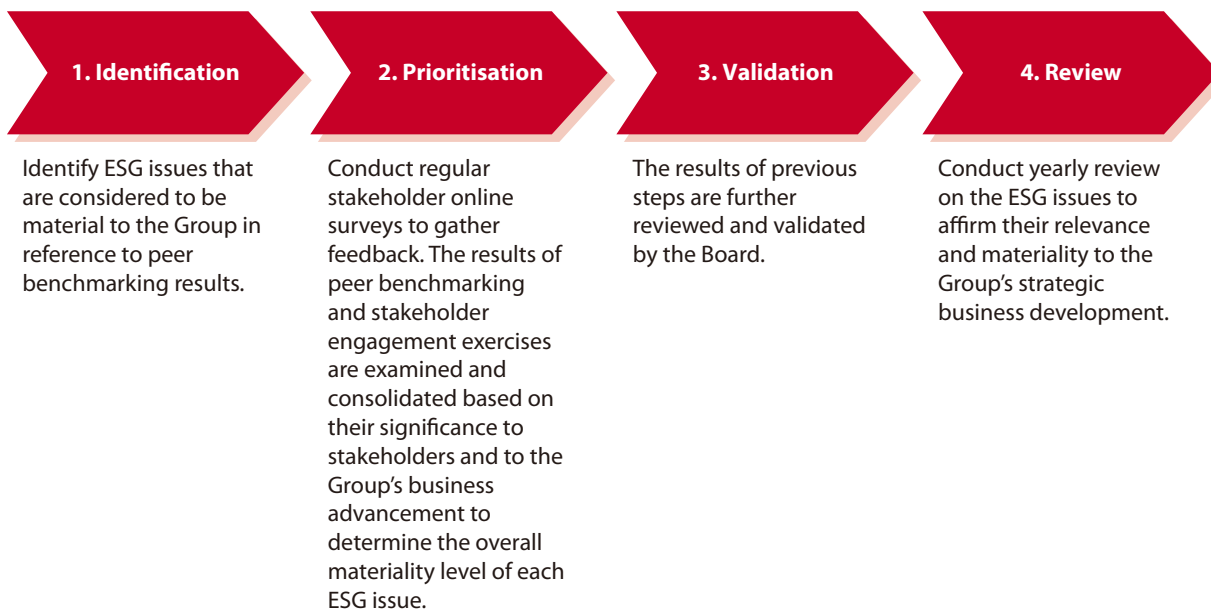 1. Identification
Identify ESG issues that
are considered to be
material to the Group in
reference to peer
benchmarking results.
2. Prioritisation
Conduct regular
stakeholder online
surveys to gather
feedback. The results of
peer benchmarking
and stakeholder
engagement exercises
are examined and
consolidated based on
their significance to
stakeholders and to the
Group’s business
advancement to
determine the overall
materiality level of each
ESG issue.
3. Validation
The results of previous
steps are further
reviewed and validated
by the Board.
4. Review
Conduct yearly review
on the ESG issues to
affirm their relevance
and materiality to the
Group’s strategic
business development.